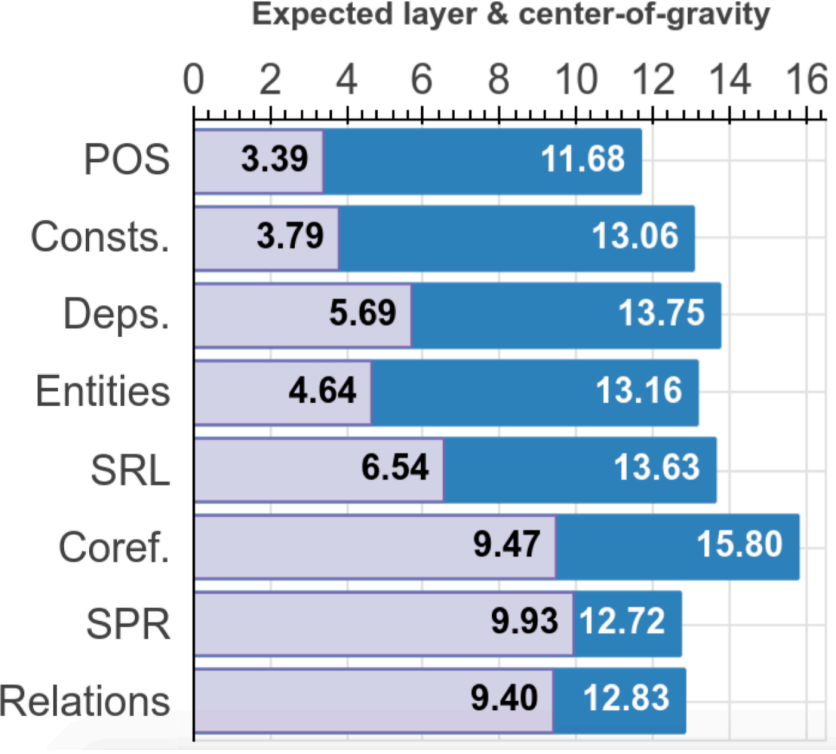 Expected layer & center-of-gravity
0 2 4 6 8 10 12 14 16
POS 3.39 11.68
Consts. 3.79 13.06
Deps. 5.69 13.75
Entities 4.64 13.16
SRL 6.54 13.63
Coref. 9.47 15.80
SPR 9.93 12.72
Relations 9.40 12.83